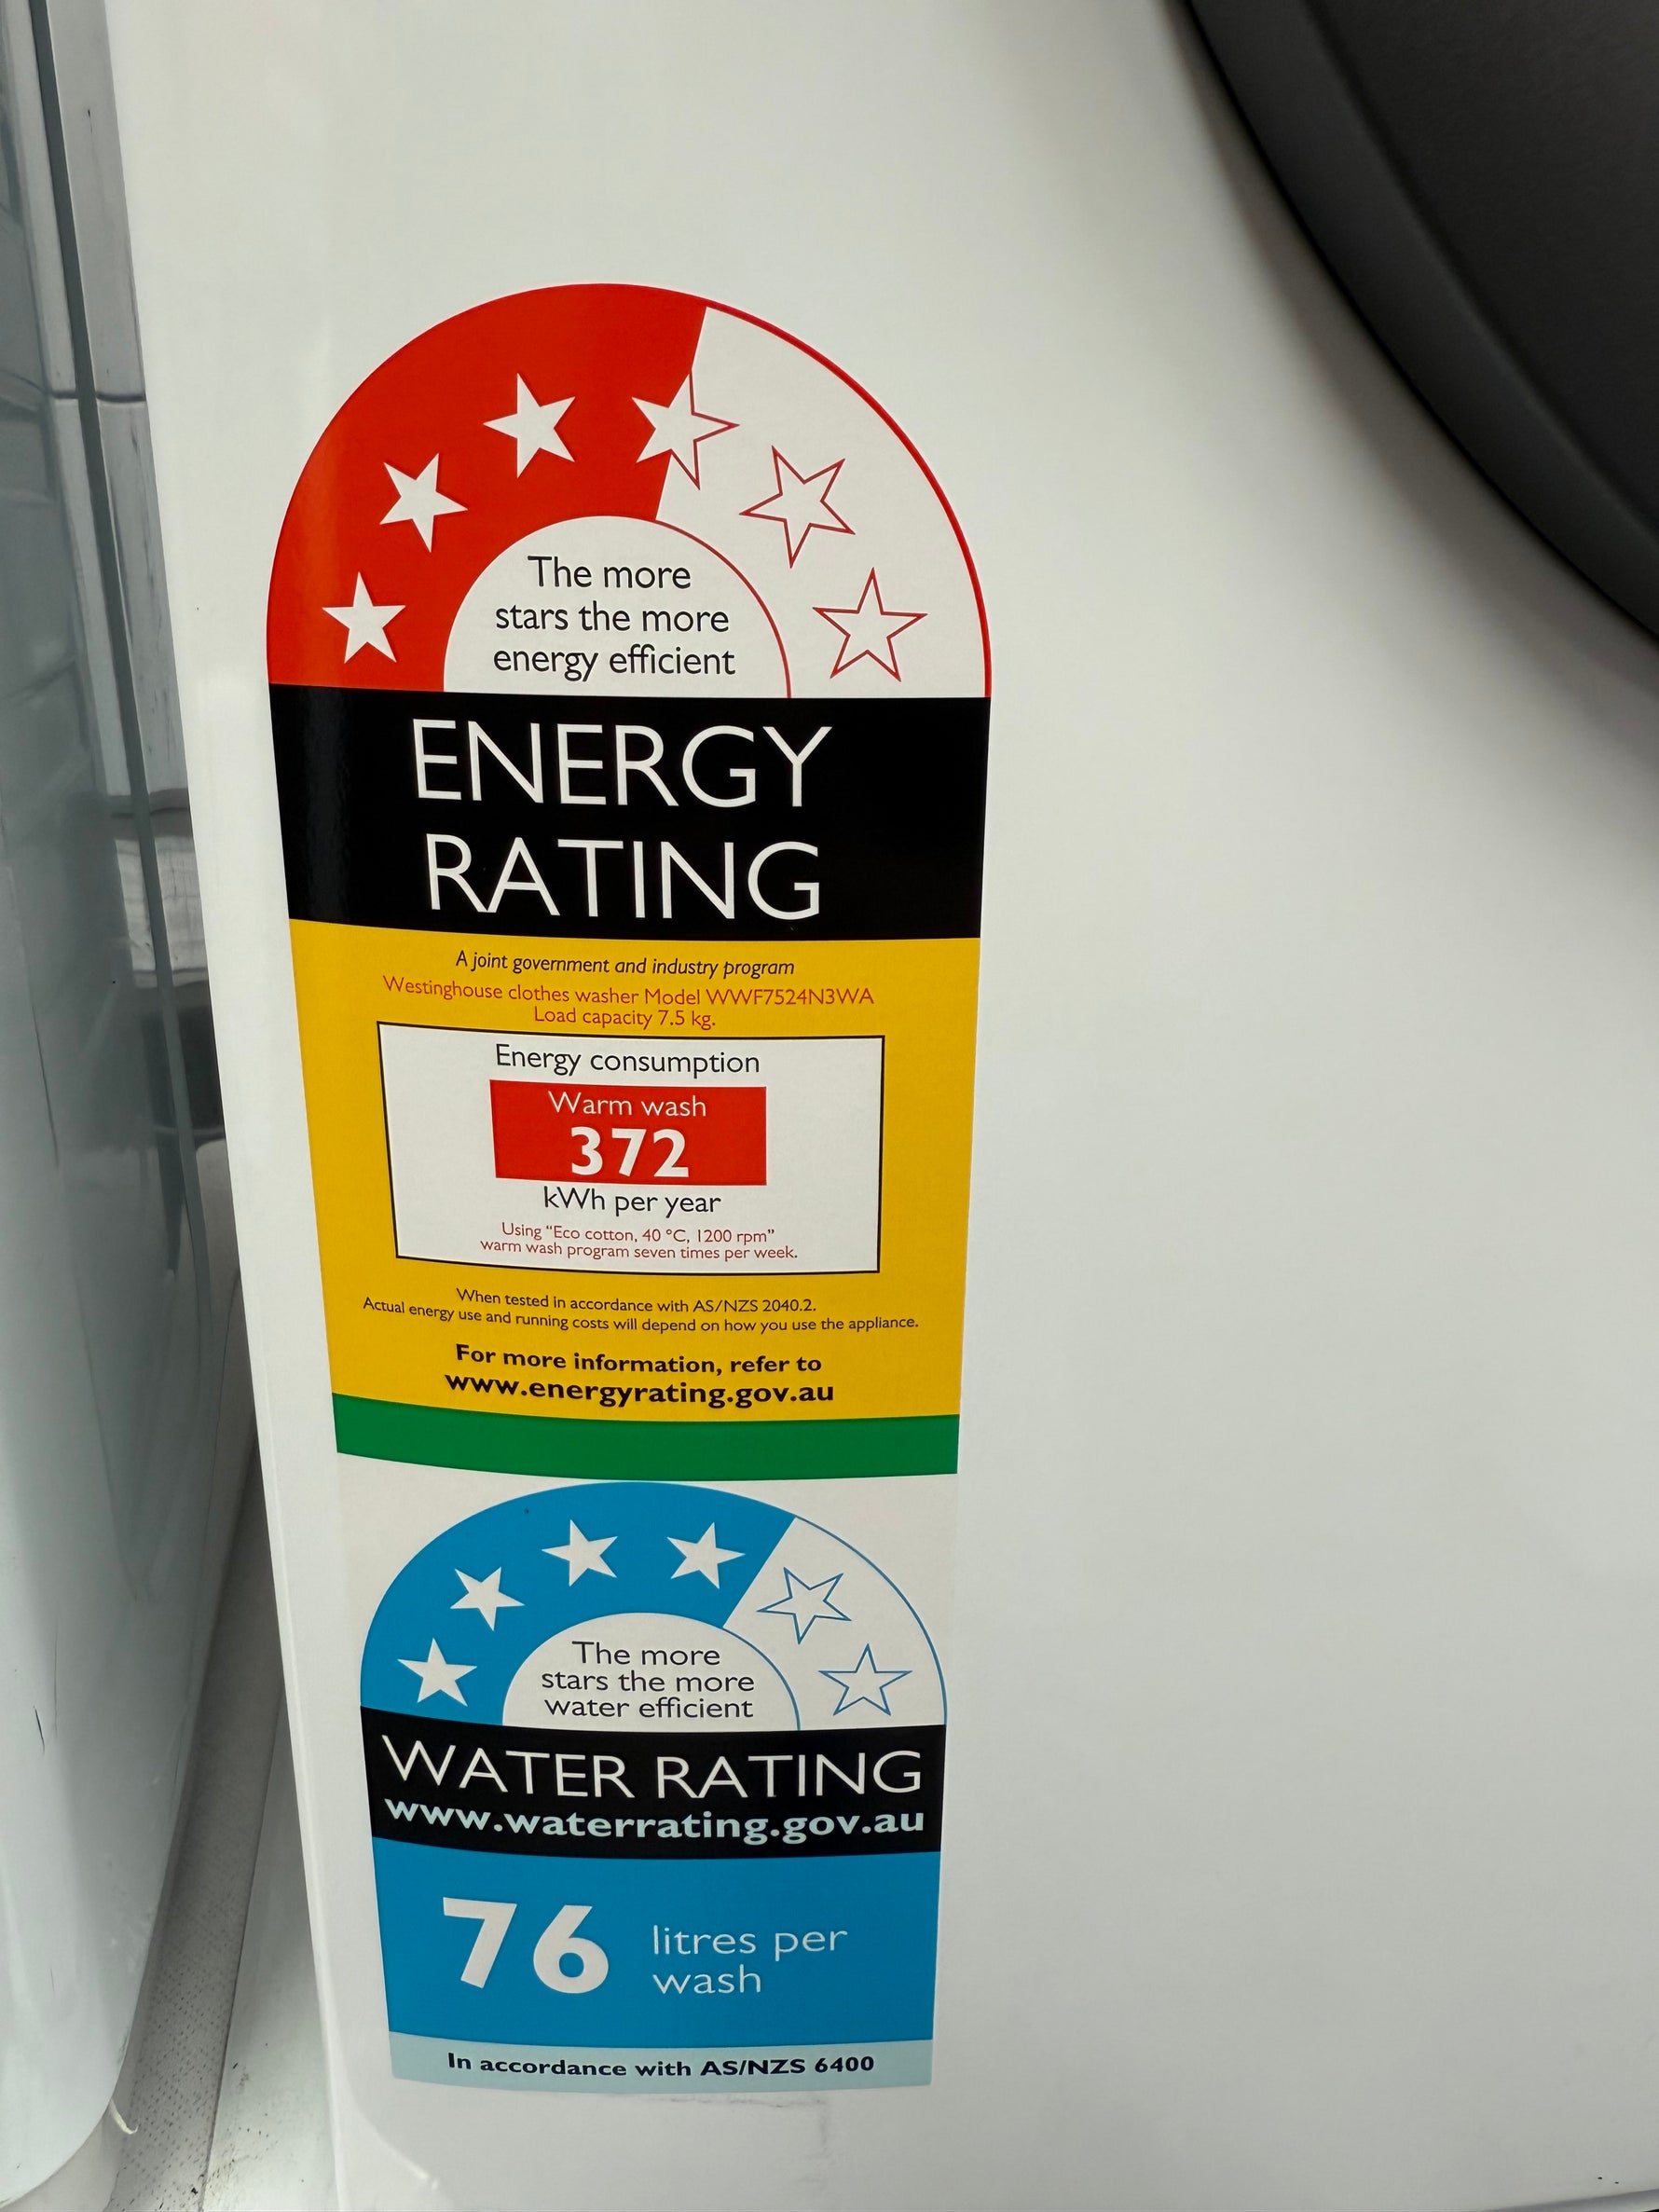 The more
stars the more
energy efficient
ENERGY
RATING
A joint government and industry program
Westinghouse clothes washer Model WWF7524N3WA
Load capacity 7.5 kg.
Energy consumption
Warm wash
372
kWh per year
Using “Eco cotton, 40 °C, 1200 rpm”
warm wash program seven times per week.
When tested in accordance with AS/NZS 2040.2.
Actual energy use and running costs will depend on how you use the appliance.
For more information, refer to
www.energyrating.gov.au
The more
stars the more
water efficient
WATER RATING
www.waterrating.gov.au
76 litres per
wash
In accordance with AS/NZS 6400